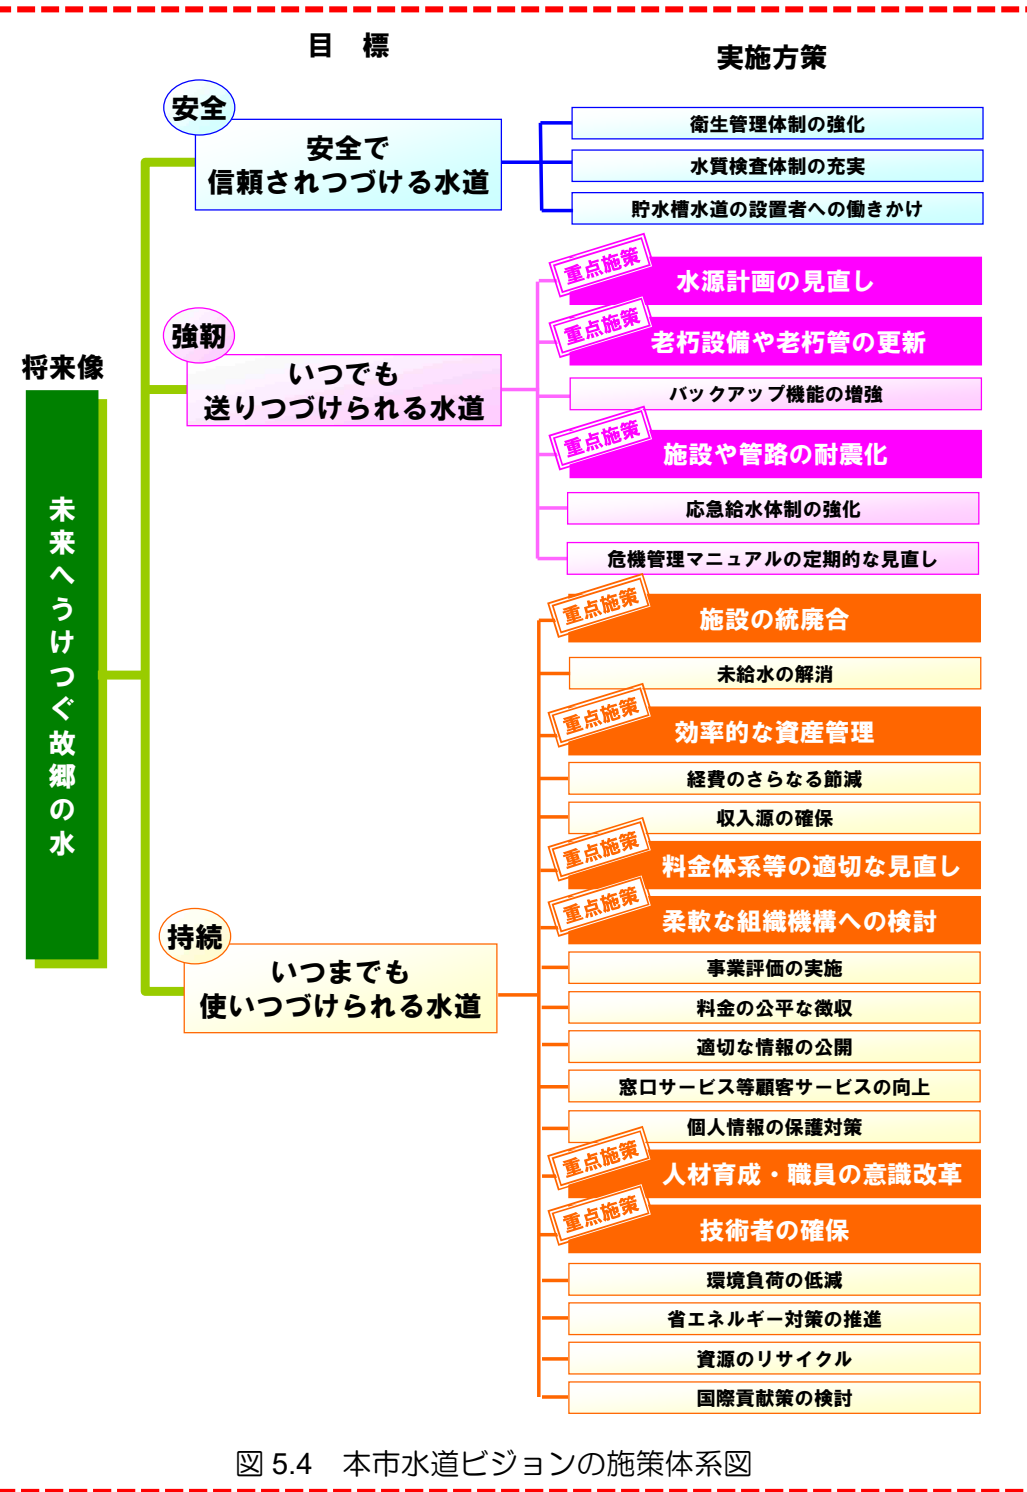 目 標
実施方策
安全
安全で
信頼されつづける水道
衛生管理体制の強化
水質検査体制の充実
貯水槽水道の設置者への働きかけ
強靭
いつでも
送りつづけられる水道
重点施策
水源計画の見直し
重点施策
老朽設備や老朽管の更新
バックアップ機能の増強
重点施策
施設や管路の耐震化
応急給水体制の強化
危機管理マニュアルの定期的な見直し
将来像
未来へうけつぐ故郷の水
持続
いつまでも
使いつづけられる水道
重点施策
施設の統廃合
未給水の解消
重点施策
効率的な資産管理
経費のさらなる節減
収入源の確保
重点施策
料金体系等の適切な見直し
重点施策
柔軟な組織機構への検討
事業評価の実施
料金の公平な徴収
適切な情報の公開
窓口サービス等顧客サービスの向上
個人情報の保護対策
重点施策
人材育成・職員の意識改革
重点施策
技術者の確保
環境負荷の低減
省エネルギー対策の推進
資源のリサイクル
国際貢献策の検討
図 5.4 本市水道ビジョンの施策体系図